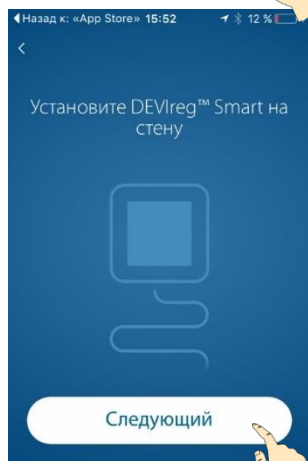 Назад к: «App Store» 15:52 12 %
Установите DEVIreg™ Smart на
стену
Следующий